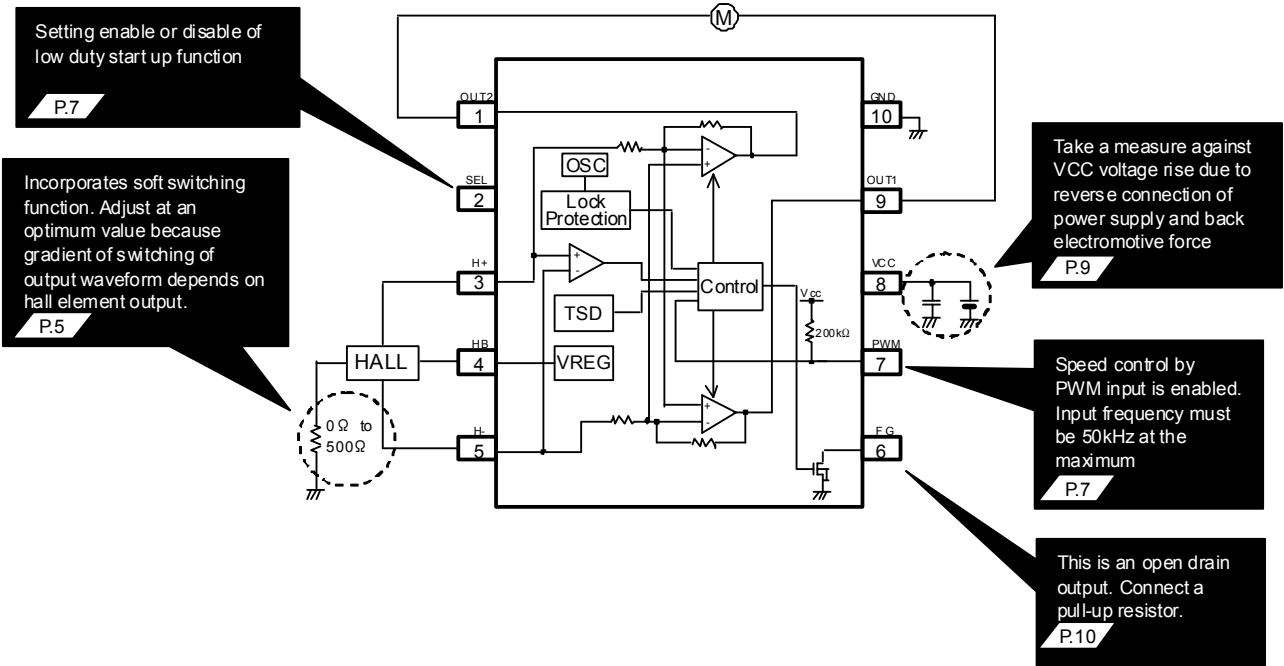 Setting enable or disable of
low duty start up function
P.7
Incorporates soft switching
function. Adjust at an
optimum value because
gradient of switching of
output waveform depends on
hall element output.
P.5
M
OUT2
1
SEL
2
H+
3
HB
4
H-
5
HALL
0Ω to
500Ω
OSC
Lock
Protection
TSD
VREG
Control
+
-
-
+
+
-
Vcc
200kΩ
GND
10
OUT1
9
VCC
8
PWM
7
FG
6
Take a measure against
VCC voltage rise due to
reverse connection of
power supply and back
electromotive force
P.9
Speed control by
PWM input is enabled.
Input frequency must
be 50kHz at the
maximum
P.7
This is an open drain
output. Connect a
pull-up resistor.
P.10